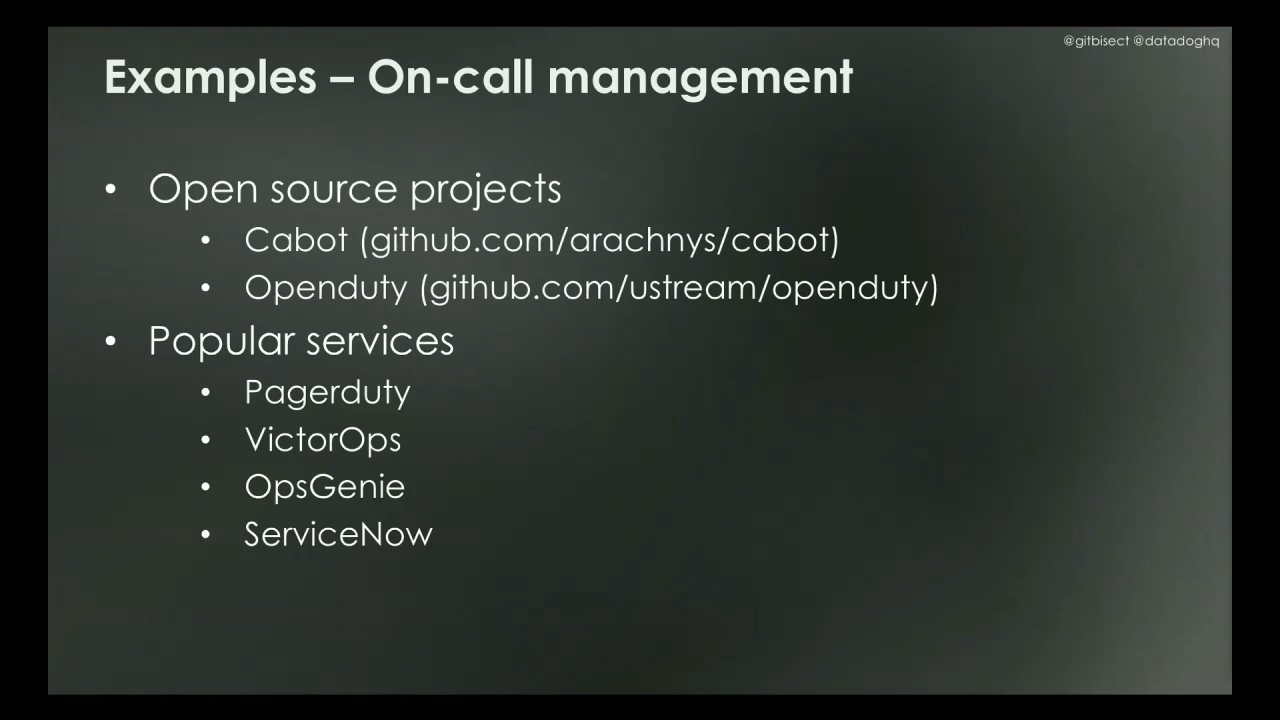 @gitbisect @datadoghq
Examples – On-call management
• Open source projects
• Cabot (github.com/arachnys/cabot)
• Openduty (github.com/ustream/openduty)
• Popular services
• Pagerduty
• VictorOps
• OpsGenie
• ServiceNow